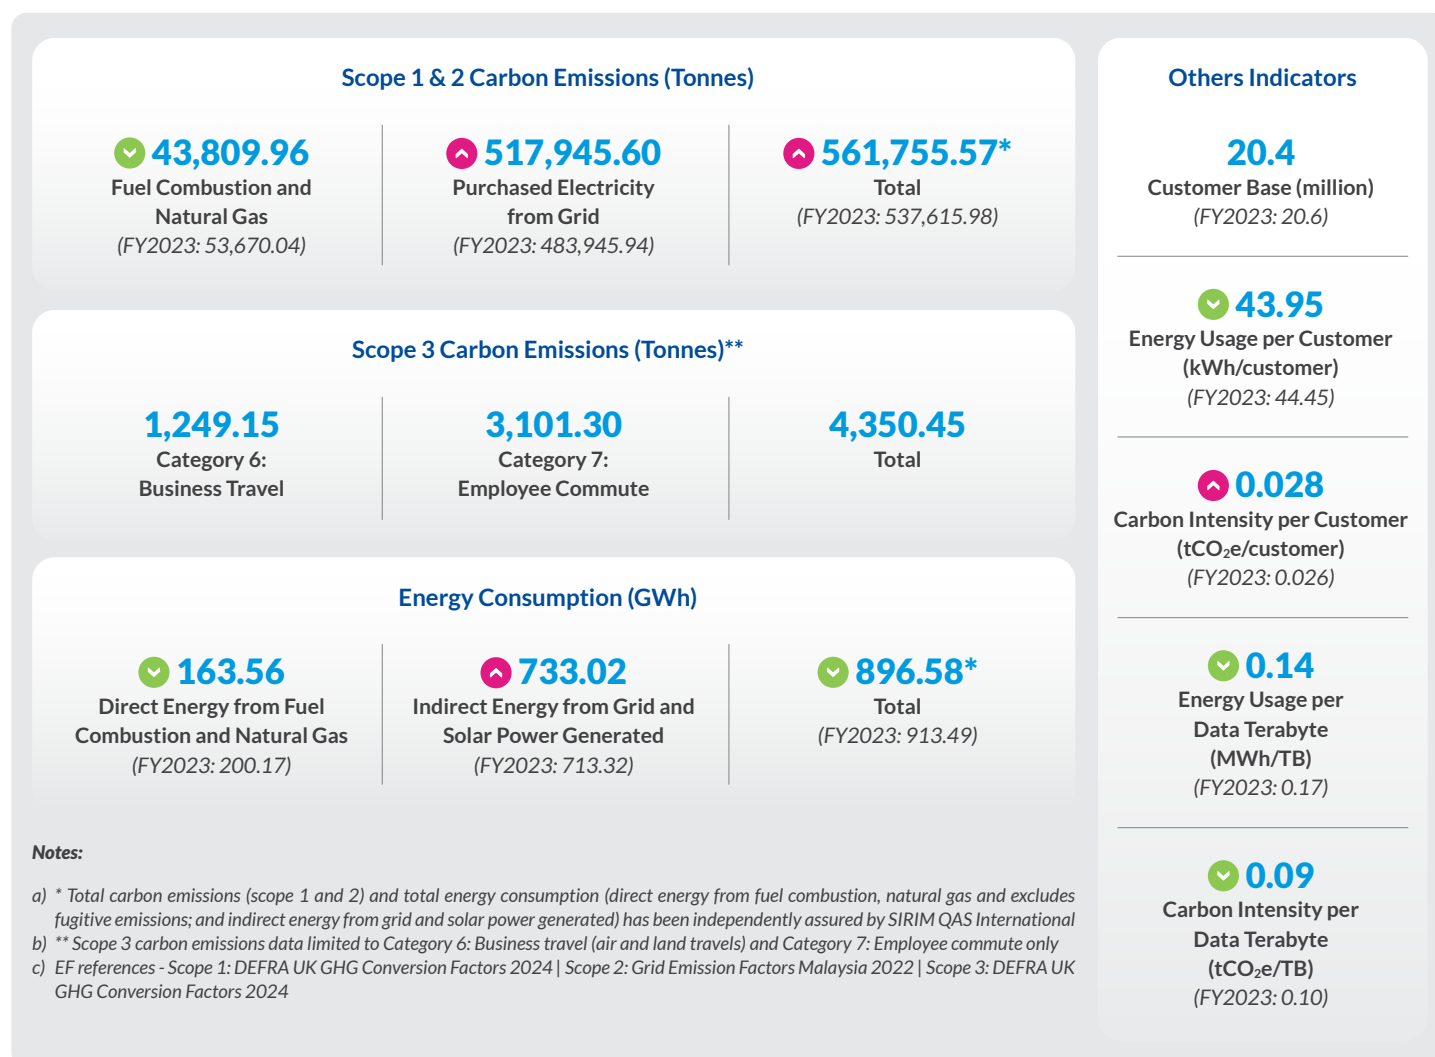 Scope 1 & 2 Carbon Emissions (Tonnes)
43,809.96
Fuel Combustion and
Natural Gas
(FY2023: 53,670.04)
517,945.60
Purchased Electricity
from Grid
(FY2023: 483,945.94)
561,755.57*
Total
(FY2023: 537,615.98)
Scope 3 Carbon Emissions (Tonnes)**
1,249.15
Category 6:
Business Travel
3,101.30
Category 7:
Employee Commute
4,350.45
Total
Energy Consumption (GWh)
163.56
Direct Energy from Fuel
Combustion and Natural Gas
(FY2023: 200.17)
733.02
Indirect Energy from Grid and
Solar Power Generated
(FY2023: 713.32)
896.58*
Total
(FY2023: 913.49)
Notes:
a) * Total carbon emissions (scope 1 and 2) and total energy consumption (direct energy from fuel combustion, natural gas and excludes
fugitive emissions; and indirect energy from grid and solar power generated) has been independently assured by SIRIM QAS International
b) ** Scope 3 carbon emissions data limited to Category 6: Business travel (air and land travels) and Category 7: Employee commute only
c) EF references - Scope 1: DEFRA UK GHG Conversion Factors 2024 | Scope 2: Grid Emission Factors Malaysia 2022 | Scope 3: DEFRA UK
GHG Conversion Factors 2024
Others Indicators
20.4
Customer Base (million)
(FY2023: 20.6)
43.95
Energy Usage per Customer
(kWh/customer)
(FY2023: 44.45)
0.028
Carbon Intensity per Customer
(tCO₂e/customer)
(FY2023: 0.026)
0.14
Energy Usage per
Data Terabyte
(MWh/TB)
(FY2023: 0.17)
0.09
Carbon Intensity per
Data Terabyte
(tCO₂e/TB)
(FY2023: 0.10)